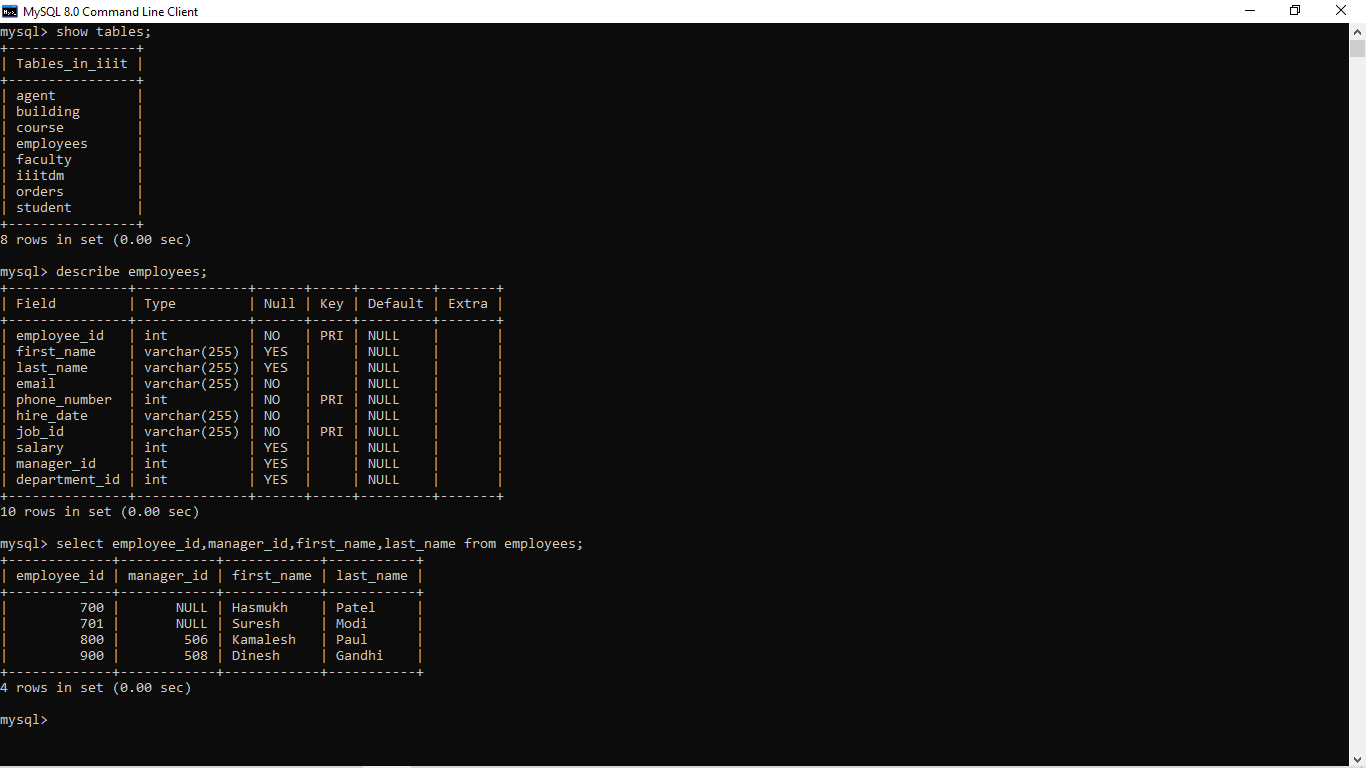 MySQL 8.0 Command Line Client
mysql> show tables;
+----------------+
| Tables_in_iiit |
+----------------+
| agent          |
| building       |
| course         |
| employees      |
| faculty        |
| iiitdm         |
| orders         |
| student        |
+----------------+
8 rows in set (0.00 sec)
mysql> describe employees;
+---------------+--------------+------+-----+---------+-------+
| Field         | Type         | Null | Key | Default | Extra |
+---------------+--------------+------+-----+---------+-------+
| employee_id   | int          | NO   | PRI | NULL    |       |
| first_name    | varchar(255) | YES  |     | NULL    |       |
| last_name     | varchar(255) | YES  |     | NULL    |       |
| email         | varchar(255) | NO   |     | NULL    |       |
| phone_number  | int          | NO   | PRI | NULL    |       |
| hire_date     | varchar(255) | NO   |     | NULL    |       |
| job_id        | varchar(255) | NO   | PRI | NULL    |       |
| salary        | int          | YES  |     | NULL    |       |
| manager_id    | int          | YES  |     | NULL    |       |
| department_id | int          | YES  |     | NULL    |       |
+---------------+--------------+------+-----+---------+-------+
10 rows in set (0.00 sec)
mysql> select employee_id,manager_id,first_name,last_name from employees;
+-------------+------------+------------+-----------+
| employee_id | manager_id | first_name | last_name |
+-------------+------------+------------+-----------+
|         700 |       NULL | Hasmukh    | Patel     |
|         701 |       NULL | Suresh     | Modi      |
|         800 |        506 | Kamalesh   | Paul      |
|         900 |        508 | Dinesh     | Gandhi    |
+-------------+------------+------------+-----------+
4 rows in set (0.00 sec)
mysql>